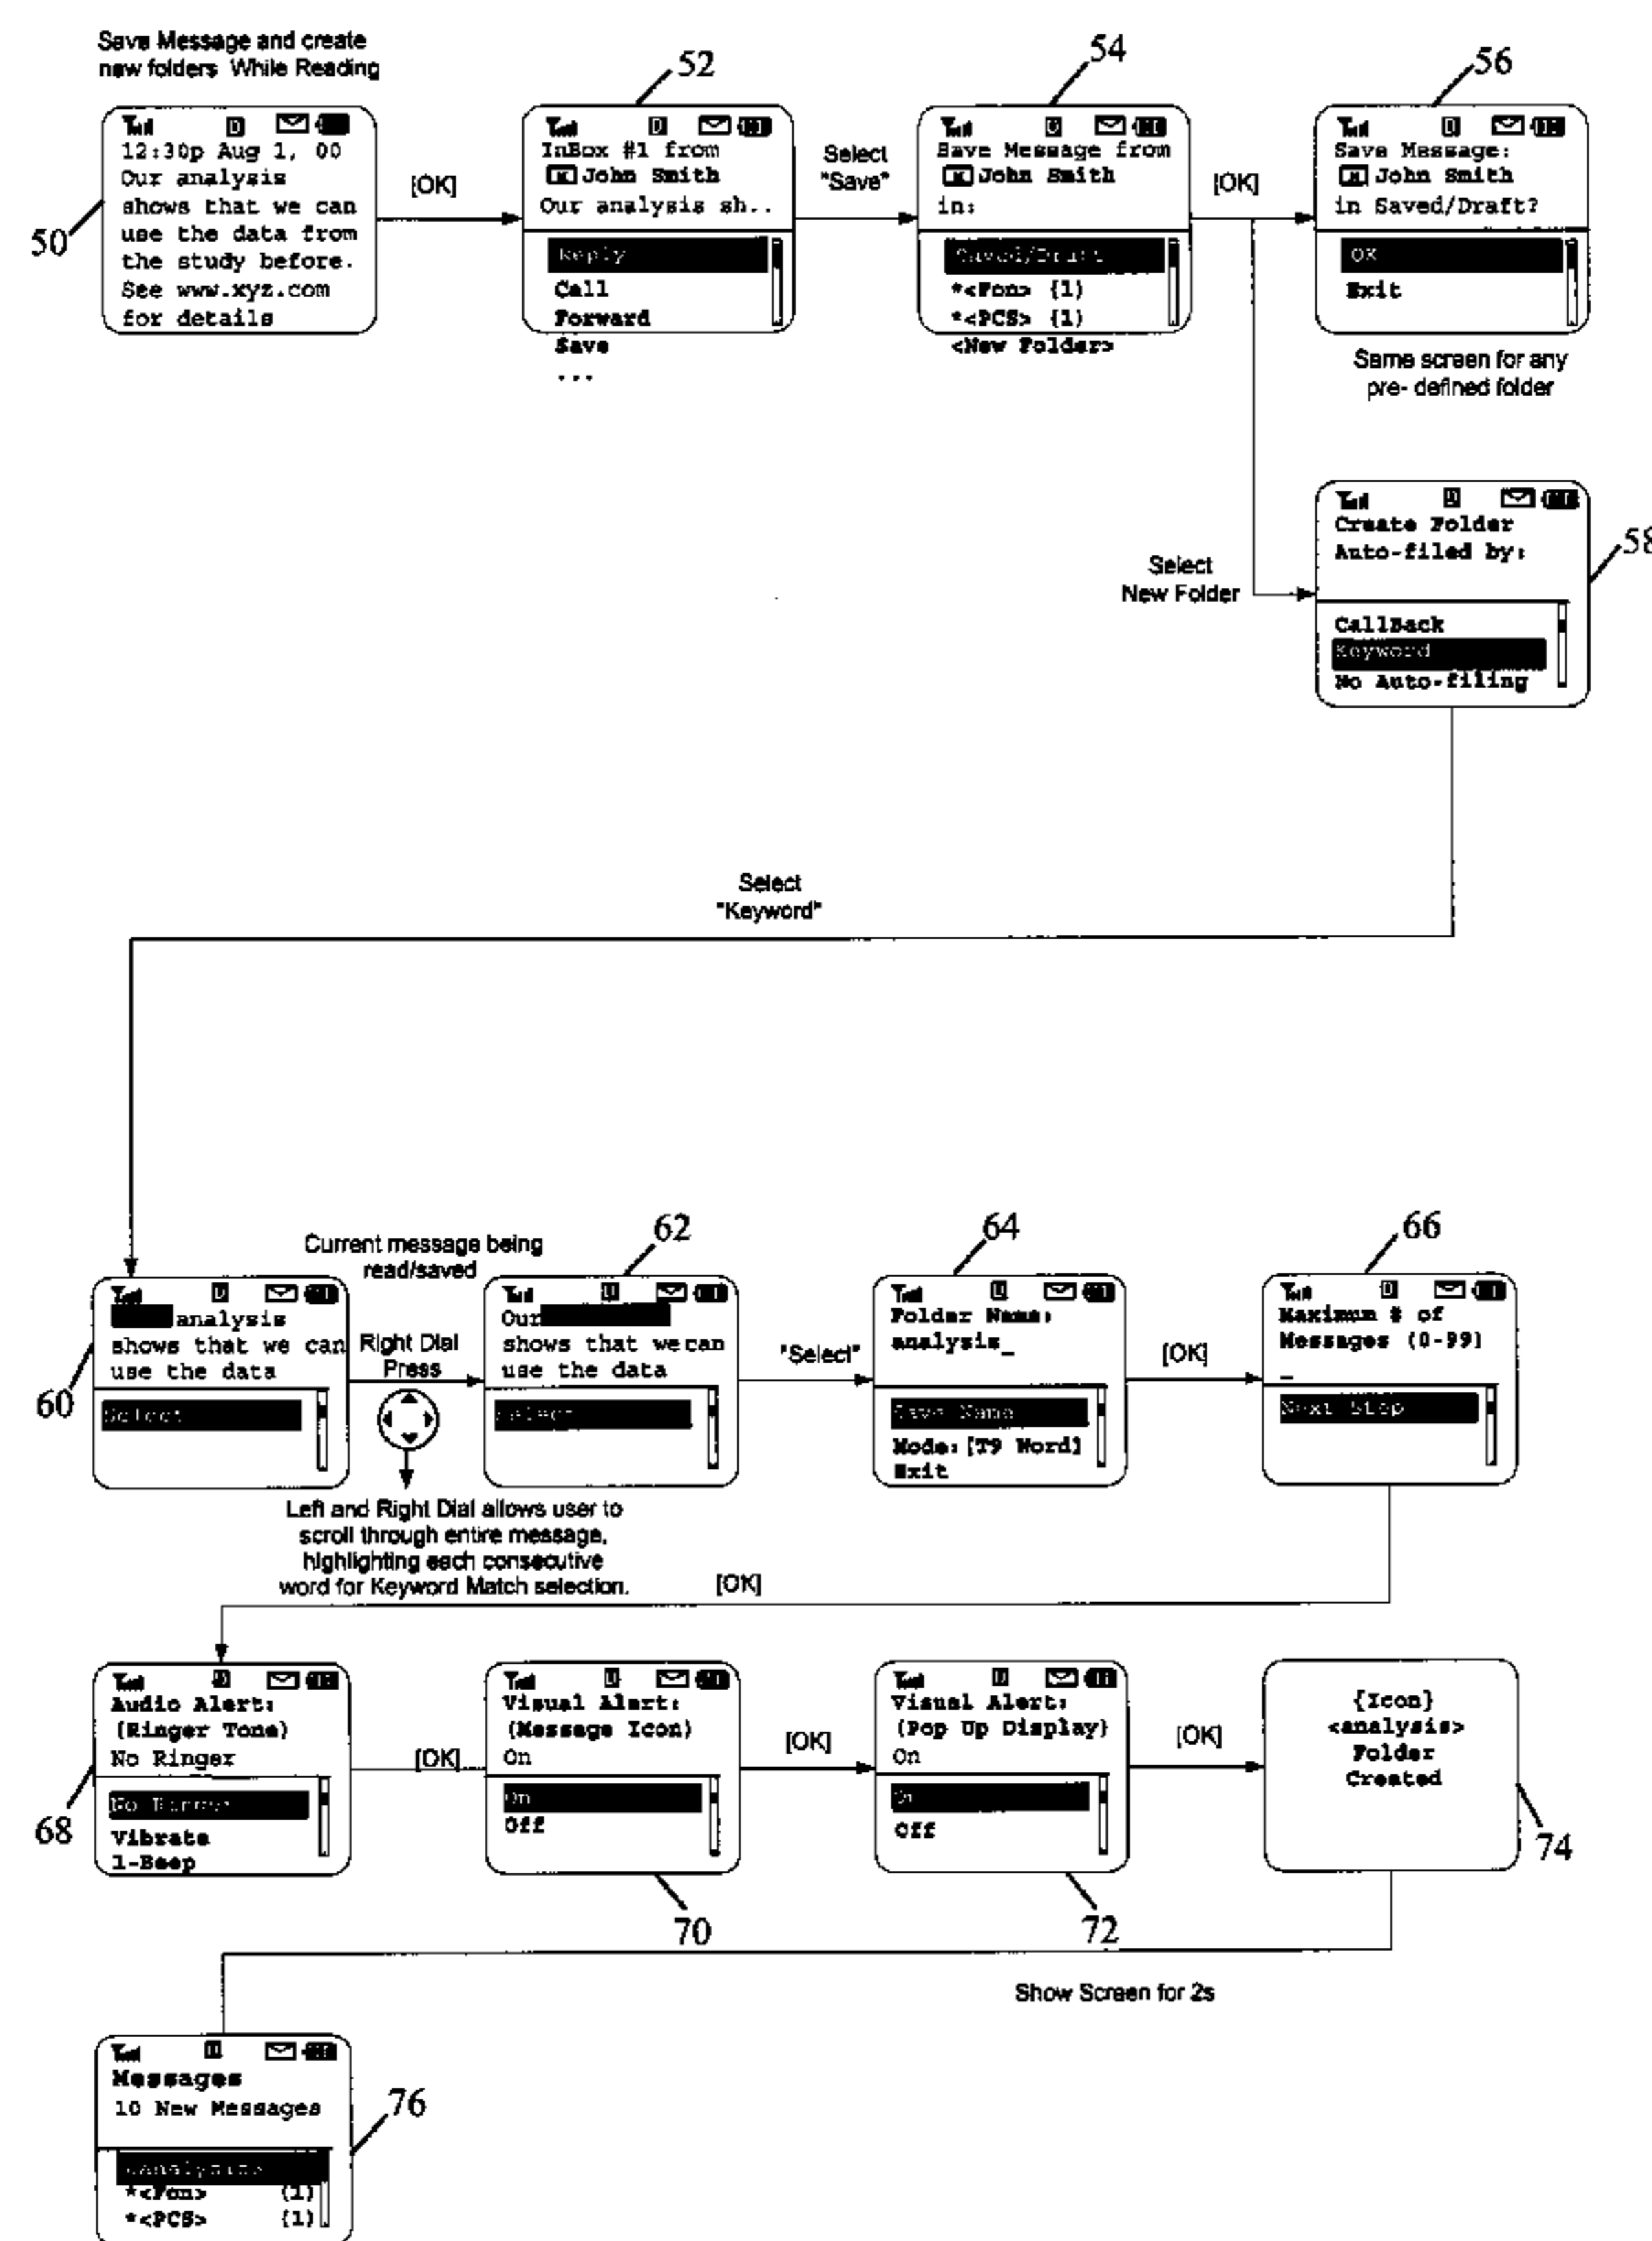 Save Message and create
new folders While Reading
50
12:30p Aug 1, 00
Our analysis
shows that we can
use the data from
the study before.
See www.xyz.com
for details
[OK]
52
InBox #1 from
John Smith
Our analysis sh..
Reply
Call
Forward
Save
...
Select
"Save"
54
Save Message from
John Smith
in:
Saved/Draft
*<Fon> (1)
*<PCS> (1)
<New Folder>
[OK]
56
Save Message:
John Smith
in Saved/Draft?
OK
Exit
Same screen for any
pre- defined folder
Select
New Folder
58
Create Folder
Auto-filed by:
CallBack
Keyword
No Auto-filing
Select
"Keyword"
60
analysis
shows that we can
use the data
Select
Current message being
read/saved
Right Dial
Press
Left and Right Dial allows user to
scroll through entire message,
highlighting each consecutive
word for Keyword Match selection.
62
Our
shows that we can
use the data
Select
"Select"
64
Folder Name:
analysis_
Save Name
Mode:[T9 Word]
Exit
[OK]
66
Maximum # of
Messages (0-99)
_
Next Step
[OK]
68
Audio Alert:
(Ringer Tone)
No Ringer
No Ringer
Vibrate
1-Beep
[OK]
70
Visual Alert:
(Message Icon)
On
On
Off
[OK]
72
Visual Alert:
(Pop Up Display)
On
On
Off
[OK]
74
{Icon}
<analysis>
Folder
Created
Show Screen for 2s
76
Messages
10 New Messages
<Analysis>
*<Fon> (1)
*<PCS> (1)